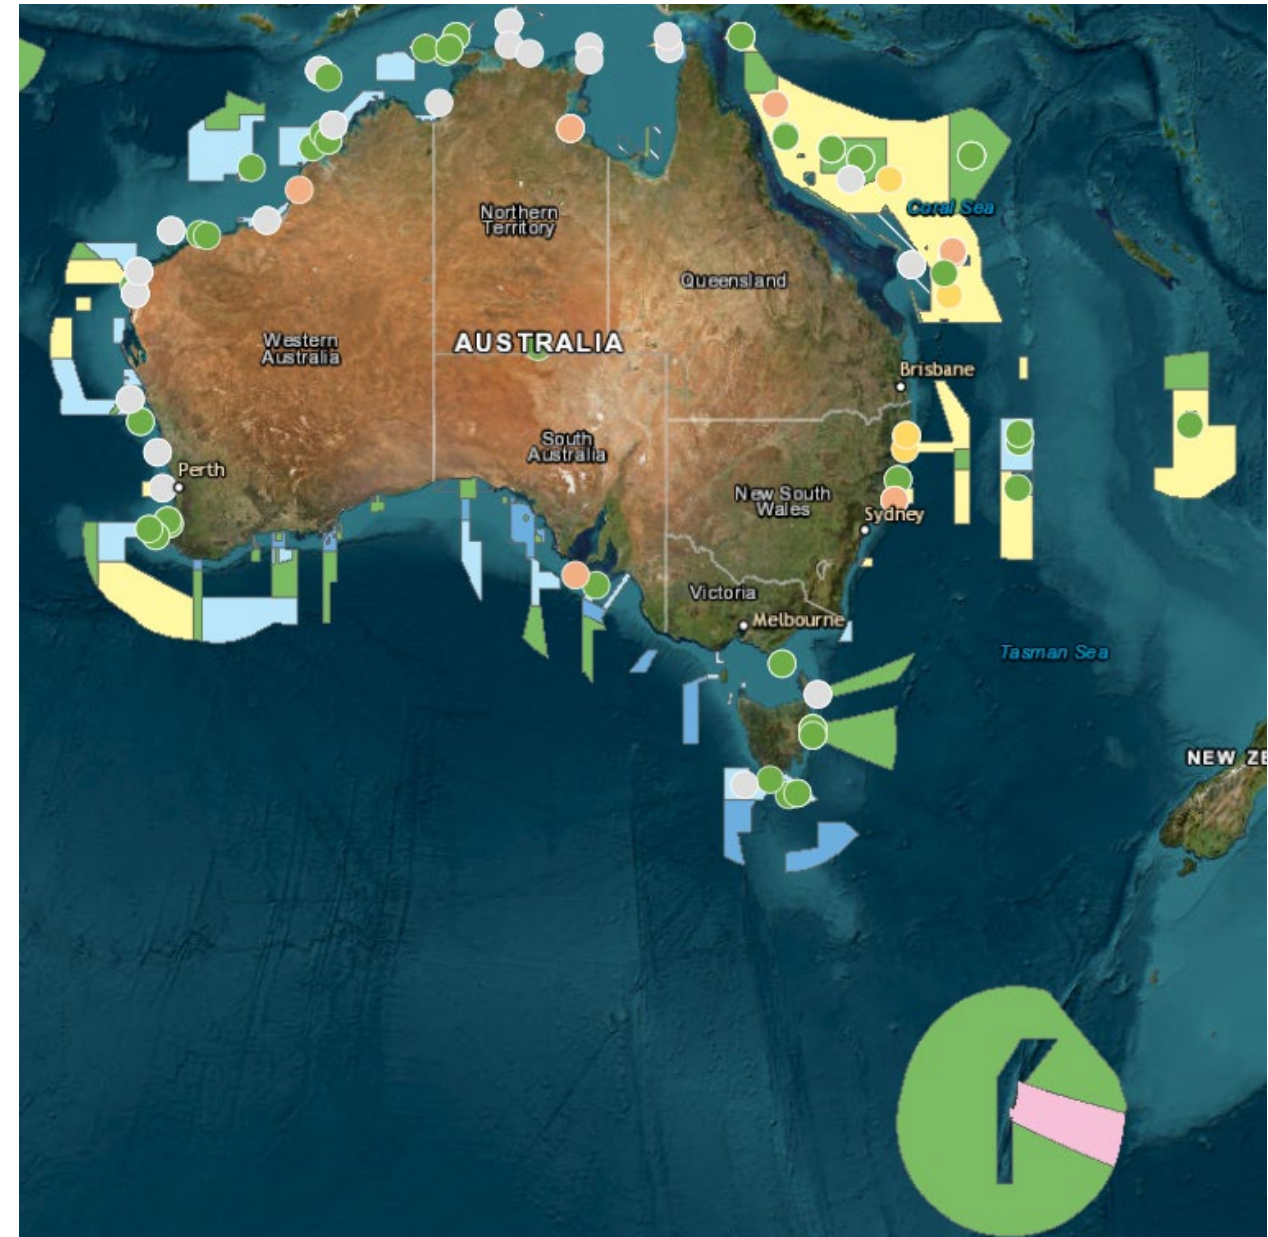 Northern
Territory
Coral Sea
Queensland
Western
Australia
AUSTRALIA
Brisbane
South
Australia
Perth
New South
Wales
Sydney
Victoria
Melbourne
Tasman Sea
NEW ZE